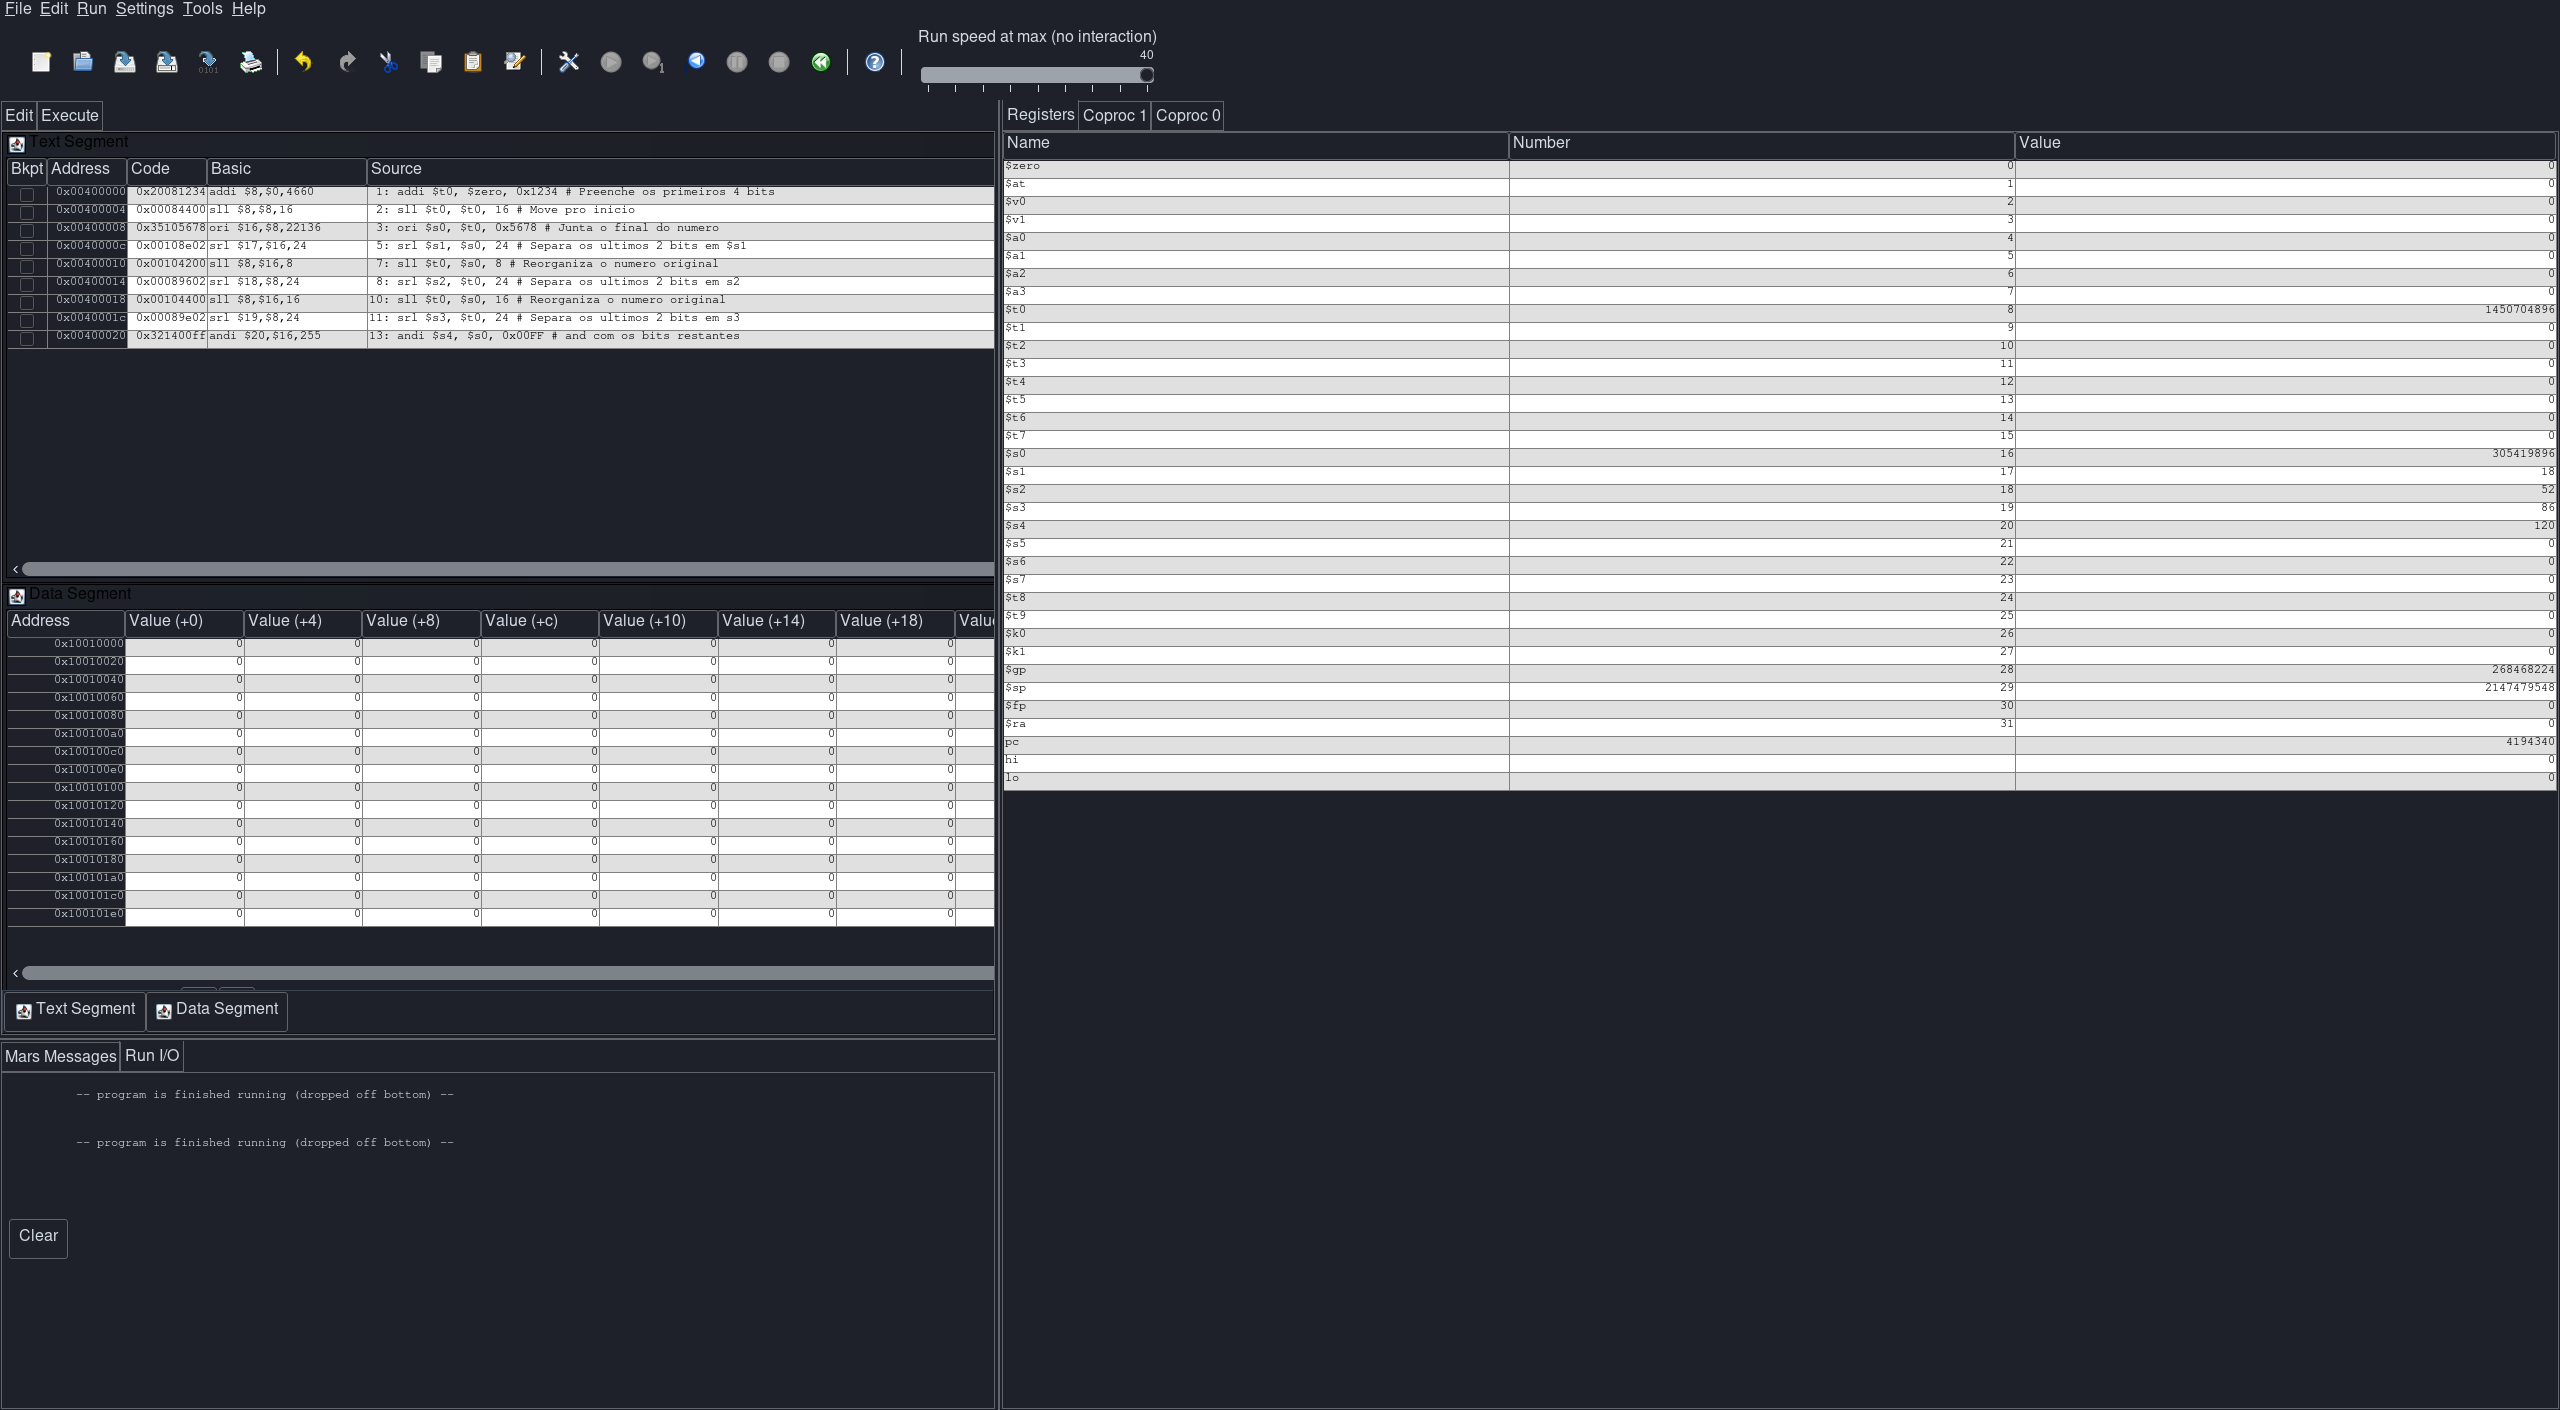 File Edit Run Settings Tools Help
Run speed at max (no interaction)
40
Edit Execute
Text Segment
Bkpt Address Code Basic Source
0x00400000 0x20081234 addi $8,$0,4660 1: addi $t0, $zero, 0x1234 # Preenche os primeiros 4 bits
0x00400004 0x00084400 sll $8,$8,16 2: sll $t0, $t0, 16 # Move pro inicio
0x00400008 0x35105678 ori $16,$8,22136 3: ori $s0, $t0, 0x5678 # Junta o final do numero
0x0040000c 0x00108e02 srl $17,$16,24 5: srl $s1, $s0, 24 # Separa os ultimos 2 bits em $s1
0x00400010 0x00104200 sll $8,$16,8 7: sll $t0, $s0, 8 # Reorganiza o numero original
0x00400014 0x00089602 srl $18,$8,24 8: srl $s2, $t0, 24 # Separa os ultimos 2 bits em s2
0x00400018 0x00104400 sll $8,$16,16 10: sll $t0, $s0, 16 # Reorganiza o numero original
0x0040001c 0x00089e02 srl $19,$8,24 11: srl $s3, $t0, 24 # Separa os ultimos 2 bits em s3
0x00400020 0x321400ff andi $20,$16,255 13: andi $s4, $s0, 0x00FF # and com os bits restantes
Data Segment
Address Value (+0) Value (+4) Value (+8) Value (+c) Value (+10) Value (+14) Value (+18) Valu
0x10010000 0 0 0 0 0 0 0
0x10010020 0 0 0 0 0 0 0
0x10010040 0 0 0 0 0 0 0
0x10010060 0 0 0 0 0 0 0
0x10010080 0 0 0 0 0 0 0
0x100100a0 0 0 0 0 0 0 0
0x100100c0 0 0 0 0 0 0 0
0x100100e0 0 0 0 0 0 0 0
0x10010100 0 0 0 0 0 0 0
0x10010120 0 0 0 0 0 0 0
0x10010140 0 0 0 0 0 0 0
0x10010160 0 0 0 0 0 0 0
0x10010180 0 0 0 0 0 0 0
0x100101a0 0 0 0 0 0 0 0
0x100101c0 0 0 0 0 0 0 0
0x100101e0 0 0 0 0 0 0 0
Text Segment Data Segment
Mars Messages Run I/O
-- program is finished running (dropped off bottom) --
-- program is finished running (dropped off bottom) --
Clear
Registers Coproc 1 Coproc 0
Name Number Value
$zero 0 0
$at 1 0
$v0 2 0
$v1 3 0
$a0 4 0
$a1 5 0
$a2 6 0
$a3 7 0
$t0 8 1450704896
$t1 9 0
$t2 10 0
$t3 11 0
$t4 12 0
$t5 13 0
$t6 14 0
$t7 15 0
$s0 16 305419896
$s1 17 18
$s2 18 52
$s3 19 86
$s4 20 120
$s5 21 0
$s6 22 0
$s7 23 0
$t8 24 0
$t9 25 0
$k0 26 0
$k1 27 0
$gp 28 268468224
$sp 29 2147479548
$fp 30 0
$ra 31 0
pc 4194340
hi 0
lo 0